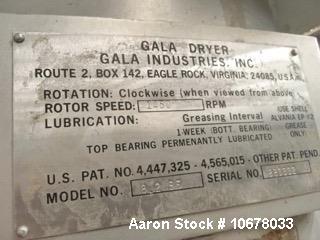 GALA DRYER
GALA INDUSTRIES, INC.
ROUTE 2, BOX 142, EAGLE ROCK, VIRGINIA, 24085, U.S.A.
ROTATION: Clockwise (when viewed from above
ROTOR SPEED: RPM
LUBRICATION: Greasing Interval USE SHELL
1-WEEK (BOTT. BEARING) ALVANIA EP #2
TOP BEARING PERMANENTLY LUBRICATED GREASE ONLY!
U.S. PAT. NO. 4,447,325 - 4,565,015 - OTHER PAT. PEND.
MODEL NO. SERIAL NO.
Aaron Stock # 10678033